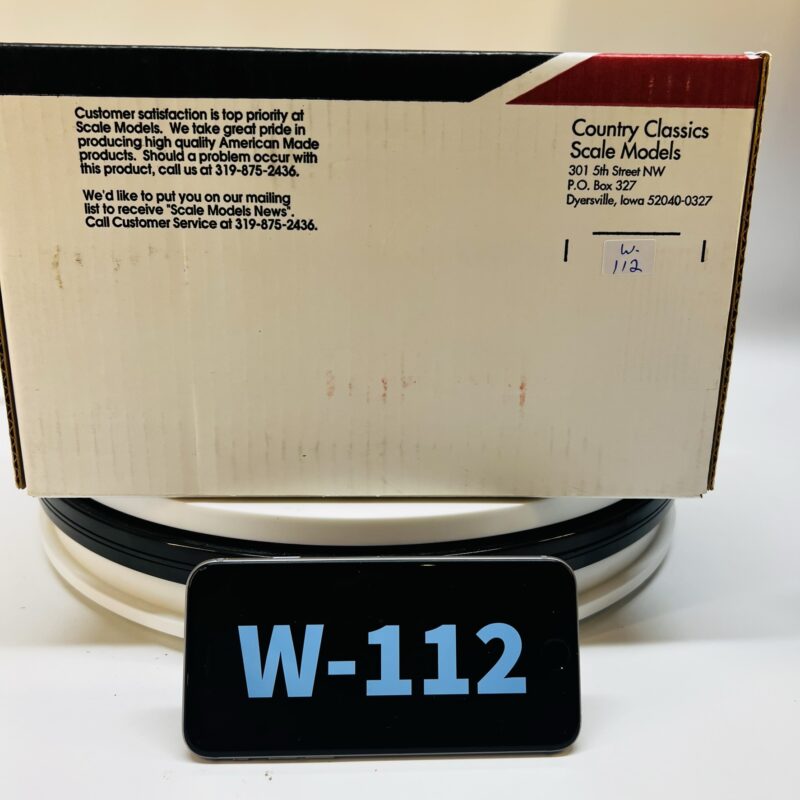 Customer satisfaction is top priority at
Scale Models. We take great pride in
producing high quality American Made
products. Should a problem occur with
this product, call us at 319-875-2436.
We'd like to put you on our mailing
list to receive "Scale Models News".
Call Customer Service at 319-875-2436.
Country Classics
Scale Models
301 5th Street NW
P.O. Box 327
Dyersville, Iowa 52040-0327
W-
112
W-112